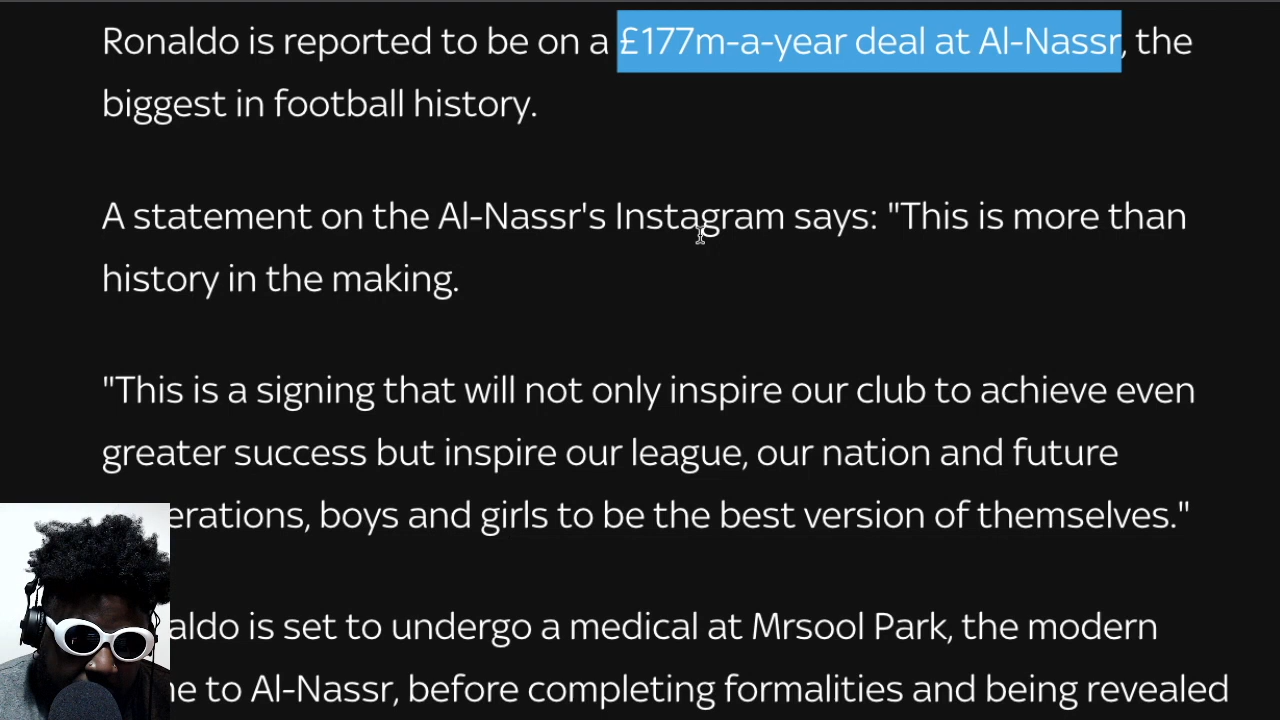 Ronaldo is reported to be on a £177m-a-year deal at Al-Nassr, the
biggest in football history.
A statement on the Al-Nassr's Instagram says: "This is more than
history in the making.
"This is a signing that will not only inspire our club to achieve even
greater success but inspire our league, our nation and future
erations, boys and girls to be the best version of themselves."
aldo is set to undergo a medical at Mrsool Park, the modern
e to Al-Nassr, before completing formalities and being revealed